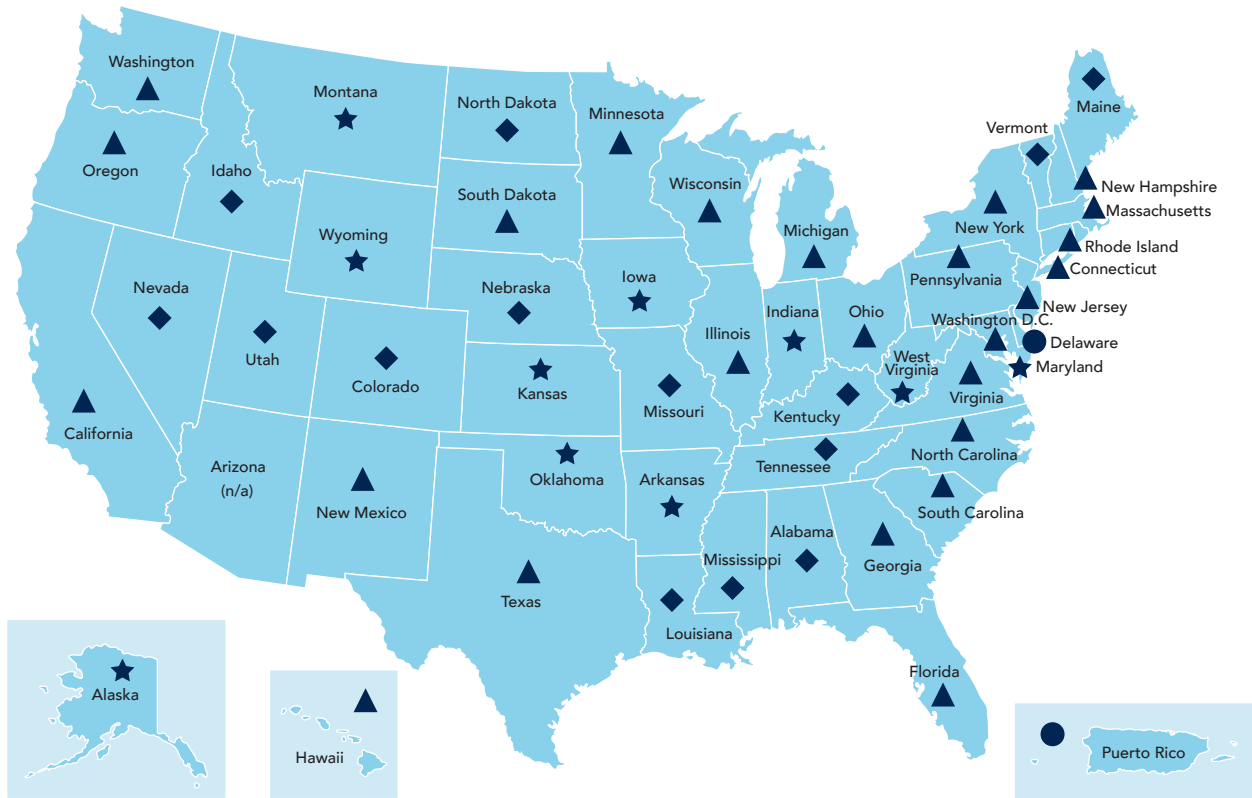 Washington
Montana
North Dakota
Minnesota
Maine
Vermont
Oregon
Idaho
South Dakota
Wisconsin
New Hampshire
Massachusetts
Wyoming
Michigan
New York
Rhode Island
Connecticut
Pennsylvania
Nevada
Nebraska
Iowa
New Jersey
Washington D.C.
Utah
Colorado
Illinois
Indiana
Ohio
Delaware
West
Virginia
Maryland
Kansas
Missouri
Kentucky
Virginia
California
Arizona
(n/a)
New Mexico
Oklahoma
Arkansas
Tennessee
North Carolina
South Carolina
Alabama
Mississippi
Georgia
Texas
Louisiana
Florida
Alaska
Hawaii
Puerto Rico